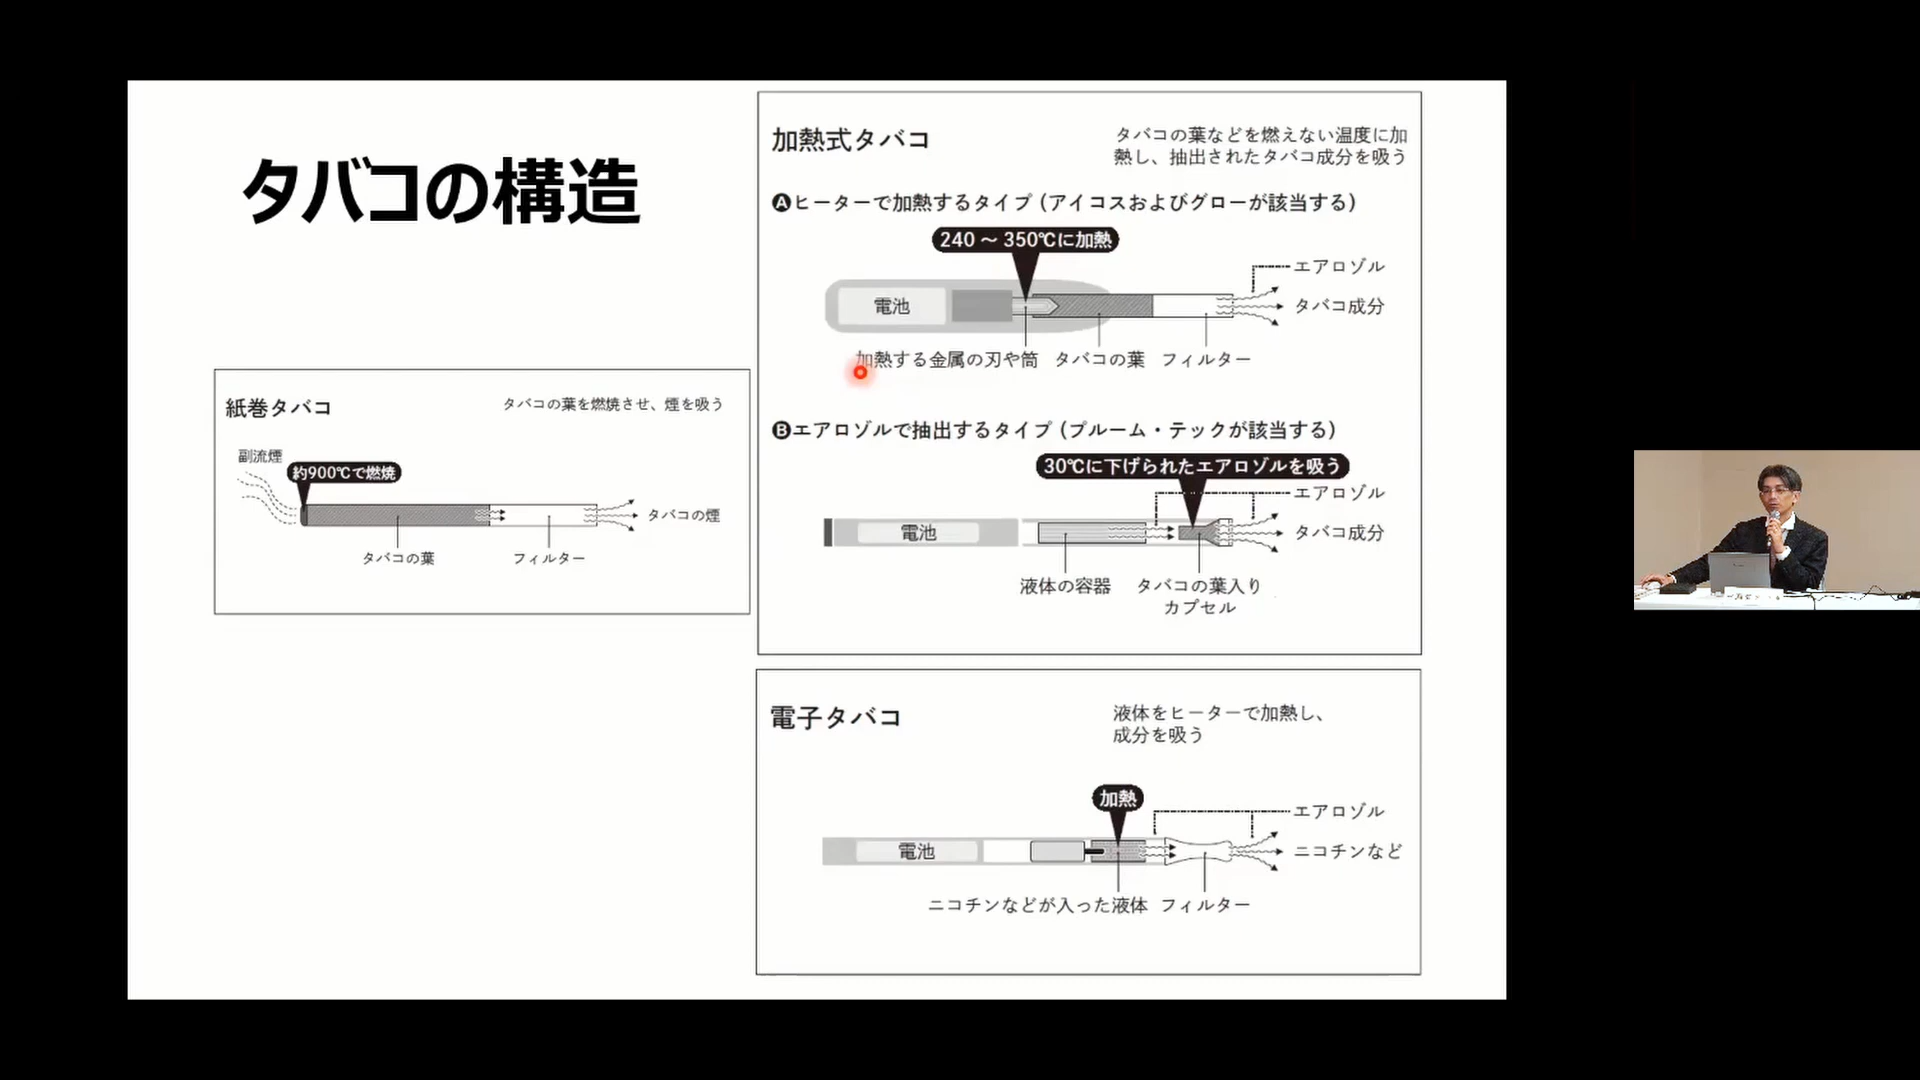 タバコの構造
紙巻タバコ
タバコの葉を燃焼させ、煙を吸う
副流煙
約900℃で燃焼
タバコの煙
タバコの葉
フィルター
加熱式タバコ
タバコの葉などを燃えない温度に加
熱し、抽出されたタバコ成分を吸う
Ⓐヒーターで加熱するタイプ（アイコスおよびグローが該当する）
240 〜 350℃に加熱
エアロゾル
電池
タバコ成分
加熱する金属の刃や筒
タバコの葉
フィルター
Ⓑエアロゾルで抽出するタイプ（プルーム・テックが該当する）
30℃に下げられたエアロゾルを吸う
エアロゾル
電池
タバコ成分
液体の容器
タバコの葉入り
カプセル
電子タバコ
液体をヒーターで加熱し、
成分を吸う
加熱
エアロゾル
電池
ニコチンなど
ニコチンなどが入った液体
フィルター